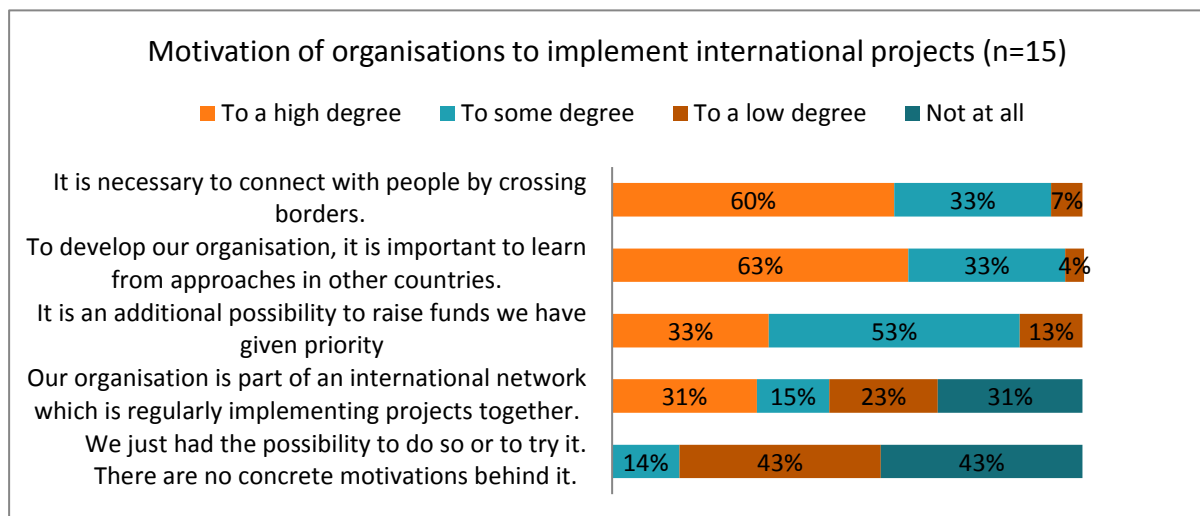 Motivation of organisations to implement international projects (n=15)
To a high degree To some degree To a low degree Not at all
It is necessary to connect with people by crossing
borders.
60% 33% 7%
To develop our organisation, it is important to learn
from approaches in other countries.
63% 33% 4%
It is an additional possibility to raise funds we have
given priority
33% 53% 13%
Our organisation is part of an international network
which is regularly implementing projects together.
31% 15% 23% 31%
We just had the possibility to do so or to try it.
There are no concrete motivations behind it.
14% 43% 43%